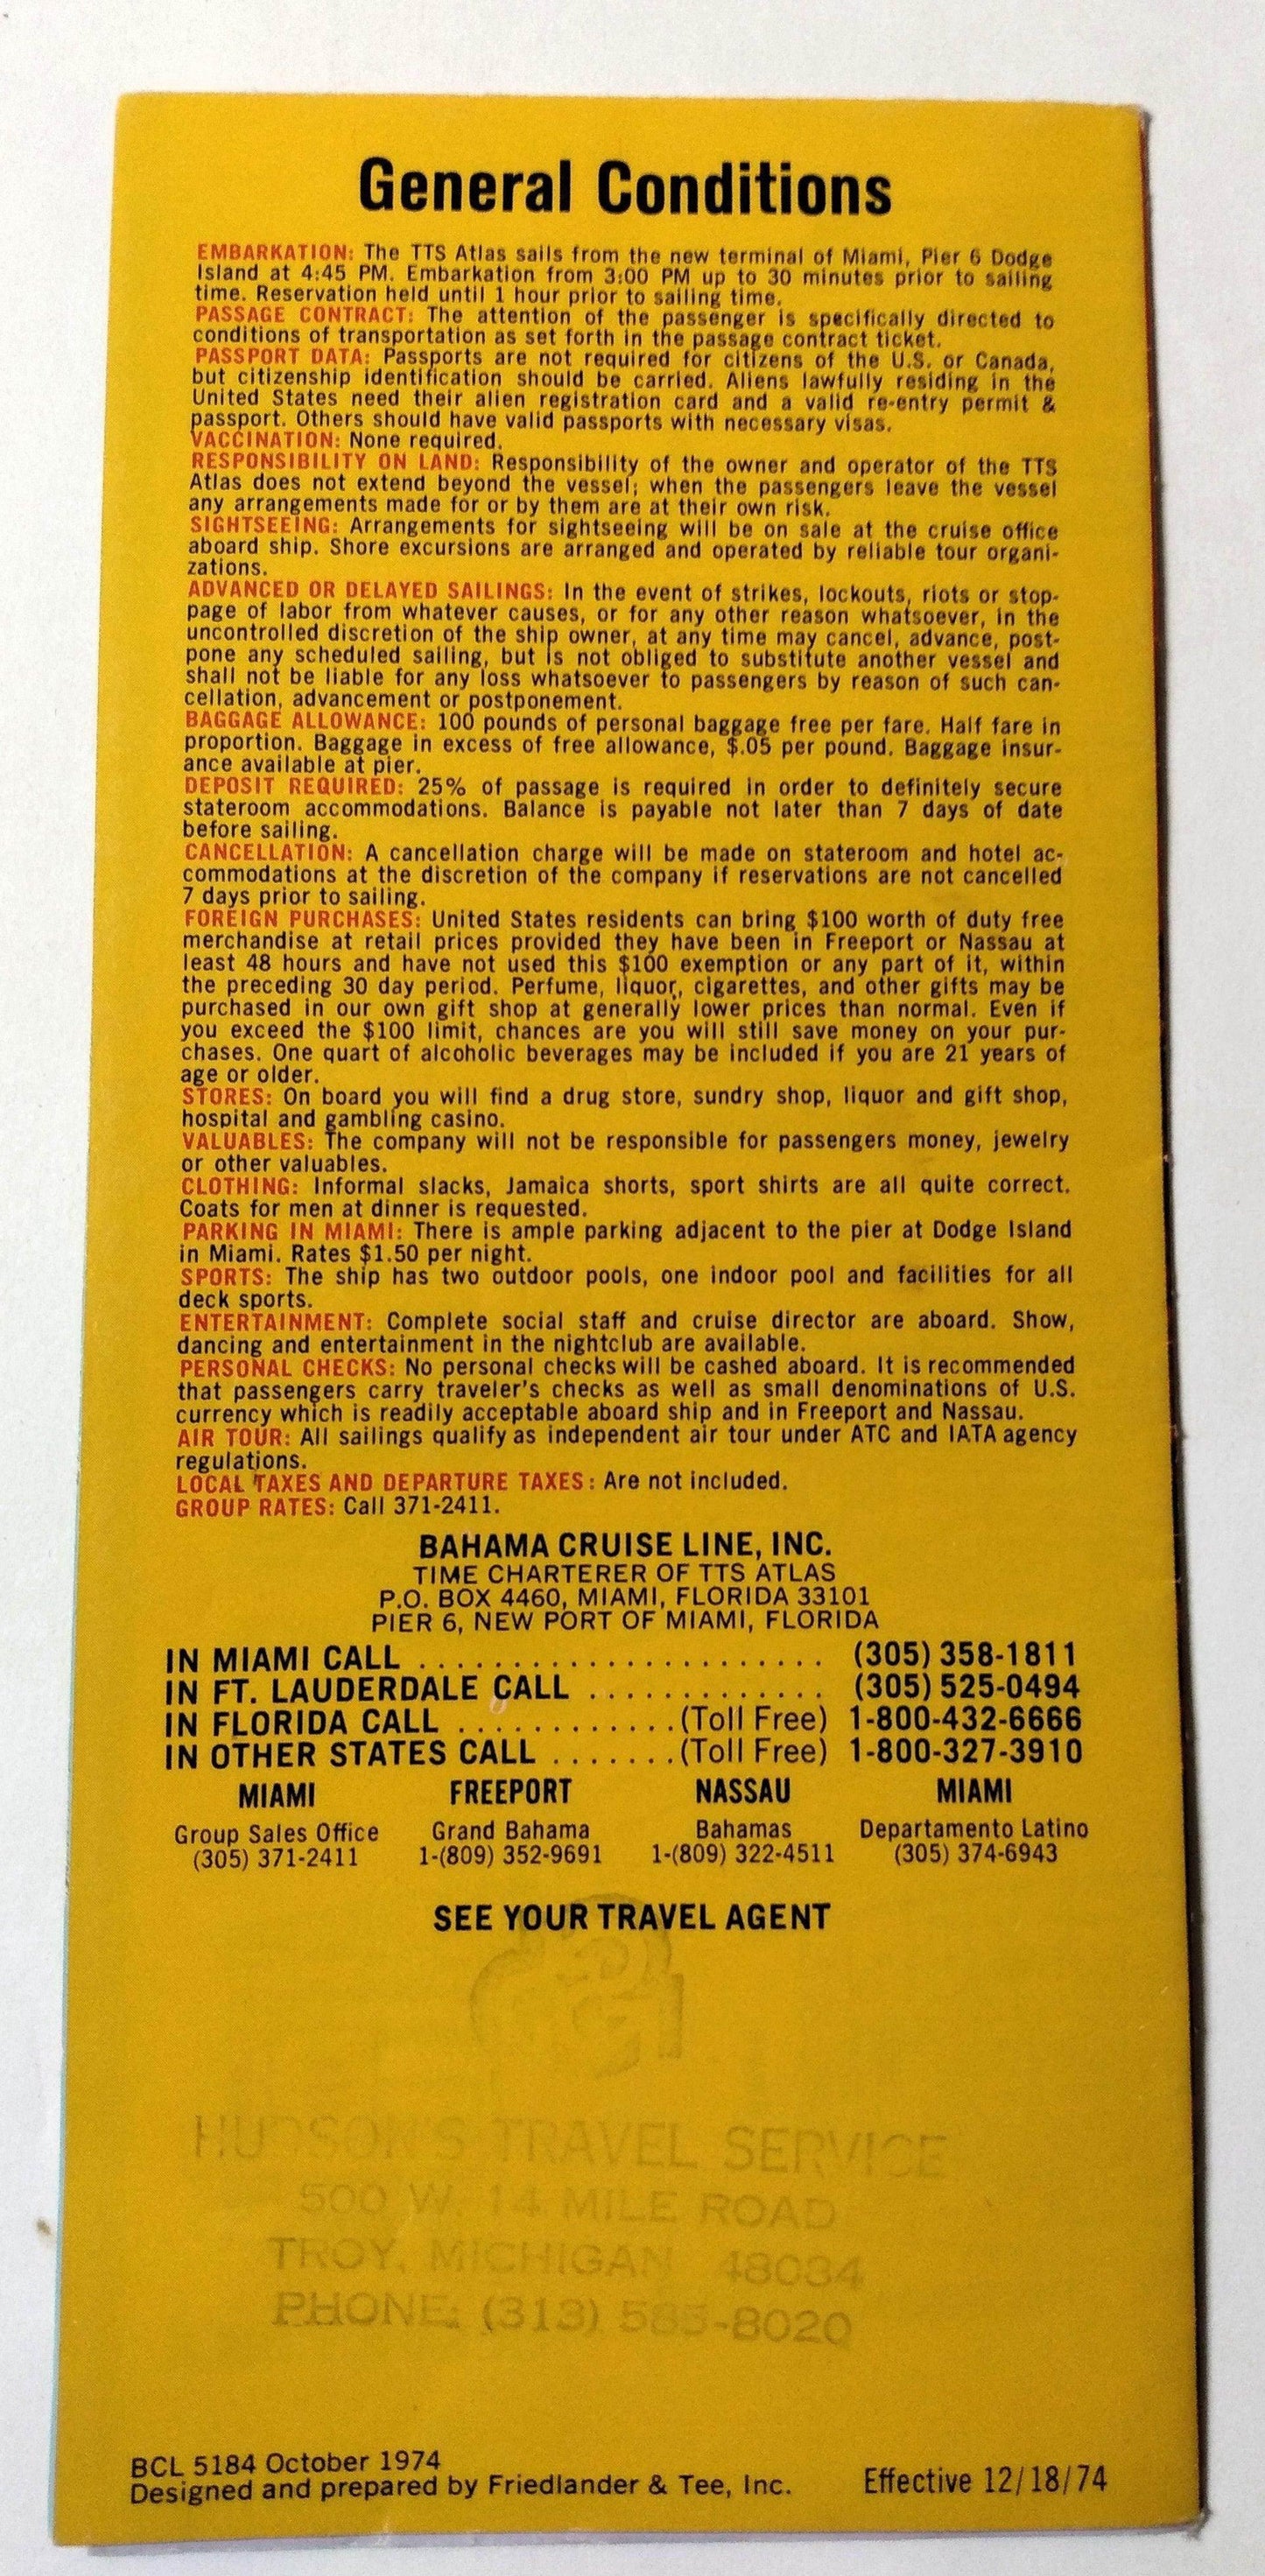 General Conditions
EMBARKATION: The TTS Atlas sails from the new terminal of Miami, Pier 6 Dodge
Island at 4:45 PM. Embarkation from 3:00 PM up to 30 minutes prior to sailing
time. Reservation held until 1 hour prior to sailing time.
PASSAGE CONTRACT: The attention of the passenger is specifically directed to
conditions of transportation as set forth in the passage contract ticket.
PASSPORT DATA: Passports are not required for citizens of the U.S. or Canada,
but citizenship identification should be carried. Aliens lawfully residing in the
United States need their alien registration card and a valid re-entry permit &
passport. Others should have valid passports with necessary visas.
VACCINATION: None required.
RESPONSIBILITY ON LAND: Responsibility of the owner and operator of the TTS
Atlas does not extend beyond the vessel; when the passengers leave the vessel
any arrangements made for or by them are at their own risk.
SIGHTSEEING: Arrangements for sightseeing will be on sale at the cruise office
aboard ship. Shore excursions are arranged and operated by reliable tour organi-
zations.
ADVANCED OR DELAYED SAILINGS: In the event of strikes, lockouts, riots or stop-
page of labor from whatever causes, or for any other reason whatsoever, in the
uncontrolled discretion of the ship owner, at any time may cancel, advance, post-
pone any scheduled sailing, but is not obliged to substitute another vessel and
shall not be liable for any loss whatsoever to passengers by reason of such can-
cellation, advancement or postponement.
BAGGAGE ALLOWANCE: 100 pounds of personal baggage free per fare. Half fare in
proportion. Baggage in excess of free allowance, $.05 per pound. Baggage insur-
ance available at pier.
DEPOSIT REQUIRED: 25% of passage is required in order to definitely secure
stateroom accommodations. Balance is payable not later than 7 days of date
before sailing.
CANCELLATION: A cancellation charge will be made on stateroom and hotel ac-
commodations at the discretion of the company if reservations are not cancelled
7 days prior to sailing.
FOREIGN PURCHASES: United States residents can bring $100 worth of duty free
merchandise at retail prices provided they have been in Freeport or Nassau at
least 48 hours and have not used this $100 exemption or any part of it, within
the preceding 30 day period. Perfume, liquor, cigarettes, and other gifts may be
purchased in our own gift shop at generally lower prices than normal. Even if
you exceed the $100 limit, chances are you will still save money on your pur-
chases. One quart of alcoholic beverages may be included if you are 21 years of
age or older.
STORES: On board you will find a drug store, sundry shop, liquor and gift shop,
hospital and gambling casino.
VALUABLES: The company will not be responsible for passengers money, jewelry
or other valuables.
CLOTHING: Informal slacks, Jamaica shorts, sport shirts are all quite correct.
Coats for men at dinner is requested.
PARKING IN MIAMI: There is ample parking adjacent to the pier at Dodge Island
in Miami. Rates $1.50 per night.
SPORTS: The ship has two outdoor pools, one indoor pool and facilities for all
deck sports.
ENTERTAINMENT: Complete social staff and cruise director are aboard. Show,
dancing and entertainment in the nightclub are available.
PERSONAL CHECKS: No personal checks will be cashed aboard. It is recommended
that passengers carry traveler's checks as well as small denominations of U.S.
currency which is readily acceptable aboard ship and in Freeport and Nassau.
AIR TOUR: All sailings qualify as independent air tour under ATC and IATA agency
regulations.
LOCAL TAXES AND DEPARTURE TAXES: Are not included.
GROUP RATES: Call 371-2411.
BAHAMA CRUISE LINE, INC.
TIME CHARTERER OF TTS ATLAS
P.O. BOX 4460, MIAMI, FLORIDA 33101
PIER 6, NEW PORT OF MIAMI, FLORIDA
IN MIAMI CALL ....................... (305) 358-1811
IN FT. LAUDERDALE CALL ............. (305) 525-0494
IN FLORIDA CALL ............(Toll Free) 1-800-432-6666
IN OTHER STATES CALL .......(Toll Free) 1-800-327-3910
MIAMI FREEPORT NASSAU MIAMI
Group Sales Office Grand Bahama Bahamas Departamento Latino
(305) 371-2411 1-(809) 352-9691 1-(809) 322-4511 (305) 374-6943
SEE YOUR TRAVEL AGENT
HUDSON'S TRAVEL SERVICE
500 W. 14 MILE ROAD
TROY, MICHIGAN 48034
PHONE: (313) 585-8020
BCL 5184 October 1974
Designed and prepared by Friedlander & Tee, Inc. Effective 12/18/74